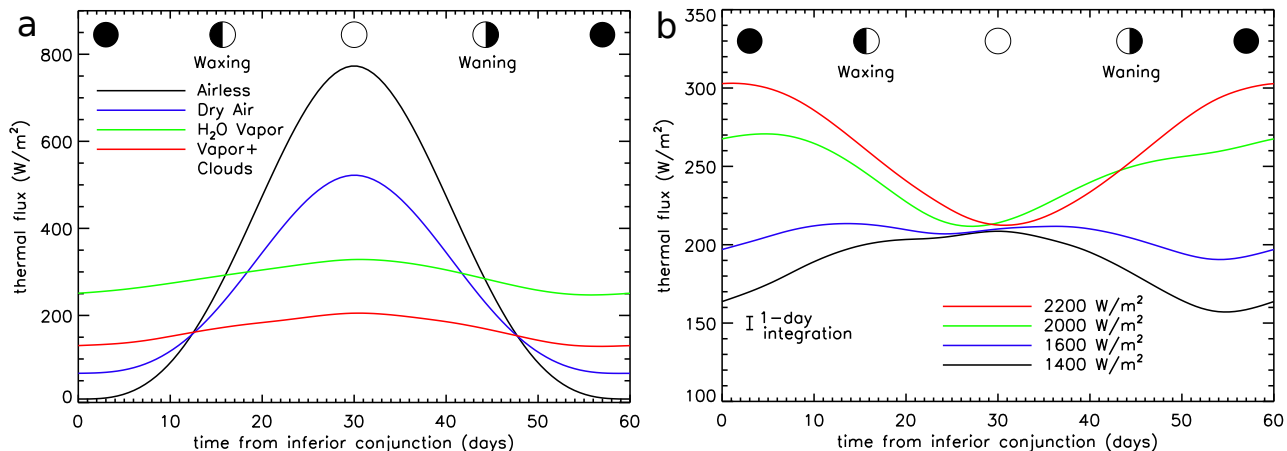 a
thermal flux (W/m²)
800
600
400
200
0
Waxing
Waning
Airless
Dry Air
H₂O Vapor
Vapor+
Clouds
0 10 20 30 40 50 60
time from inferior conjunction (days)
b
thermal flux (W/m²)
350
300
250
200
150
100
Waxing
Waning
1-day
integration
2200 W/m²
2000 W/m²
1600 W/m²
1400 W/m²
0 10 20 30 40 50 60
time from inferior conjunction (days)